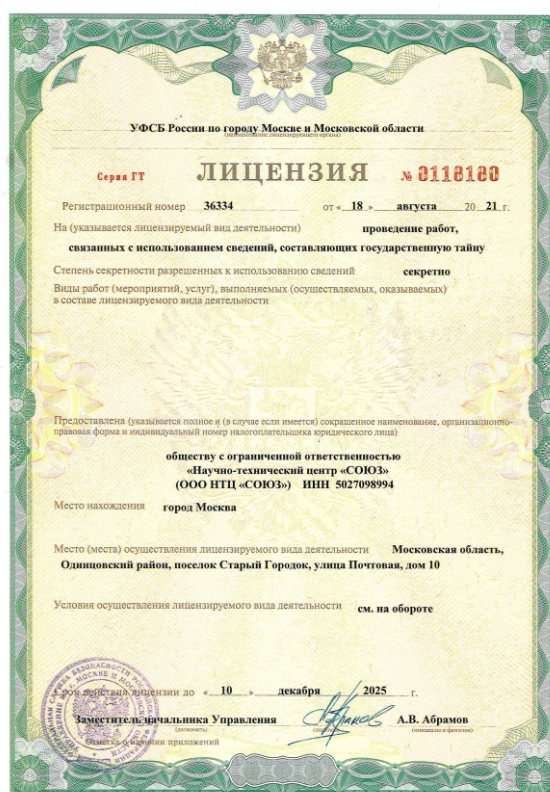 УФСБ России по городу Москве и Московской области
(наименование лицензирующего органа)
Серия ГТ ЛИЦЕНЗИЯ № 0118180
Регистрационный номер 36334 от « 18 » августа 20 21 г.
На (указывается лицензируемый вид деятельности) проведение работ,
связанных с использованием сведений, составляющих государственную тайну
Степень секретности разрешенных к использованию сведений секретно
Виды работ (мероприятий, услуг), выполняемых (осуществляемых, оказываемых)
в составе лицензируемого вида деятельности
Предоставлена (указывается полное и (в случае если имеется) сокращенное наименование, организационно-
правовая форма и индивидуальный номер налогоплательщика юридического лица)
обществу с ограниченной ответственностью
«Научно-технический центр «СОЮЗ»
(ООО НТЦ «СОЮЗ») ИНН 5027098994
Место нахождения город Москва
Место (места) осуществления лицензируемого вида деятельности Московская область,
Одинцовский район, поселок Старый Городок, улица Почтовая, дом 10
Условия осуществления лицензируемого вида деятельности см. на обороте
Срок действия лицензии до « 10 » декабря 2025 г.
Заместитель начальника Управления А.В. Абрамов
(должность) (подпись) (инициалы и фамилия)
Отметка о наличии приложений